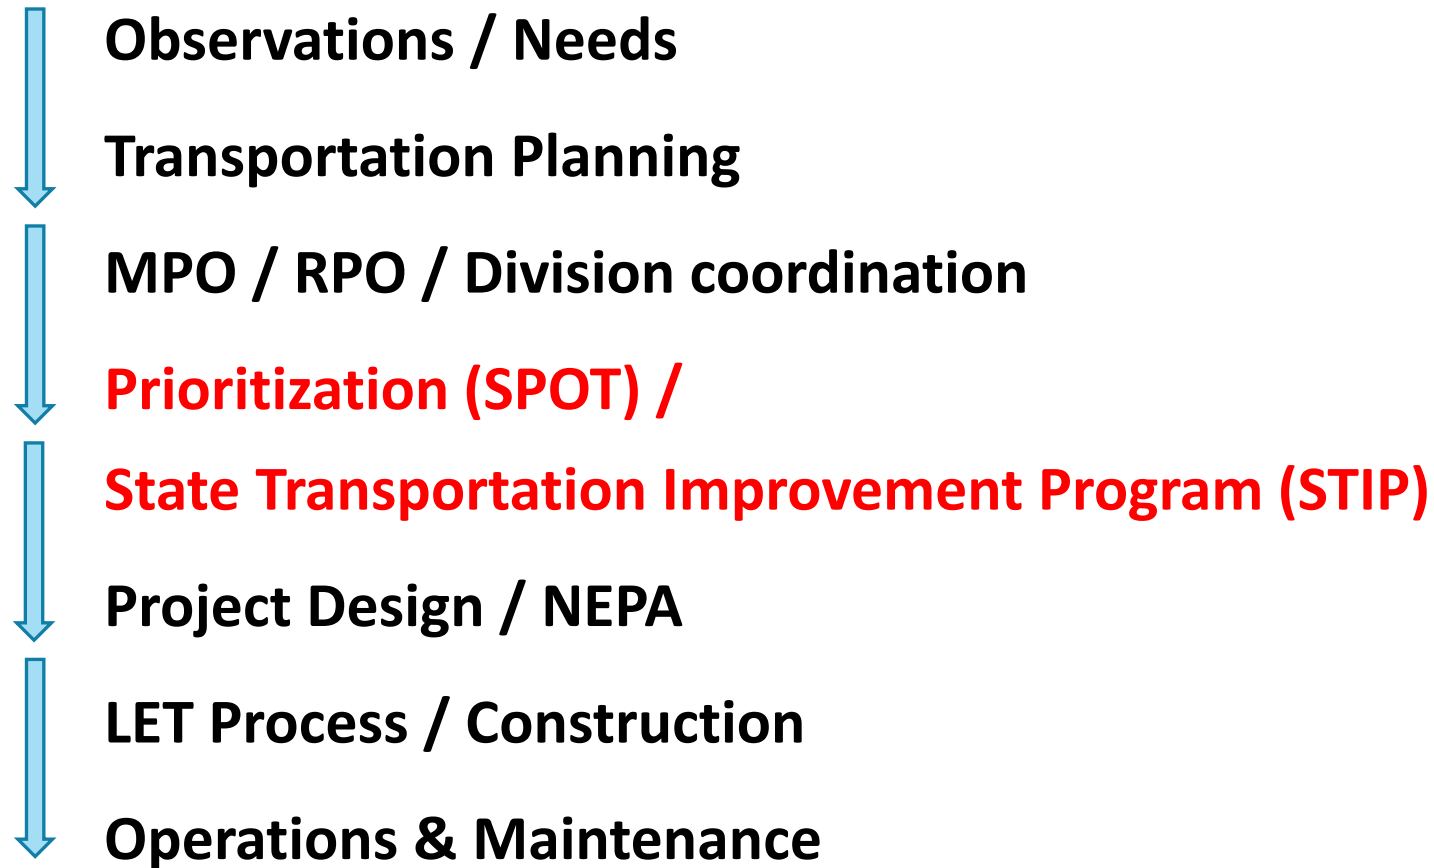 Observations / Needs
Transportation Planning
MPO / RPO / Division coordination
Prioritization (SPOT) /
State Transportation Improvement Program (STIP)
Project Design / NEPA
LET Process / Construction
Operations & Maintenance